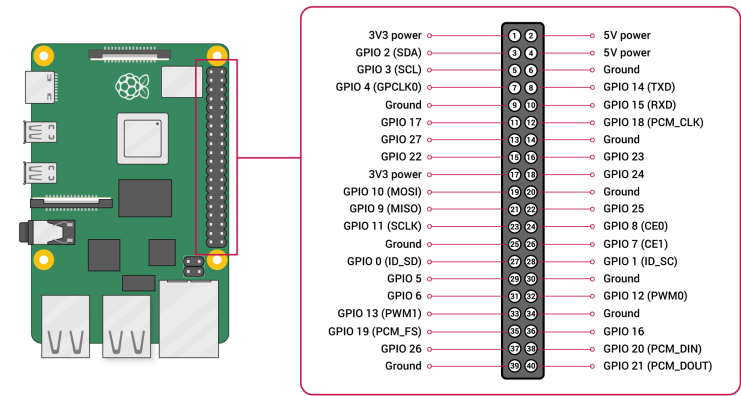 3V3 power 1 2 5V power
GPIO 2 (SDA) 3 4 5V power
GPIO 3 (SCL) 5 6 Ground
GPIO 4 (GPCLK0) 7 8 GPIO 14 (TXD)
Ground 9 10 GPIO 15 (RXD)
GPIO 17 11 12 GPIO 18 (PCM_CLK)
GPIO 27 13 14 Ground
GPIO 22 15 16 GPIO 23
3V3 power 17 18 GPIO 24
GPIO 10 (MOSI) 19 20 Ground
GPIO 9 (MISO) 21 22 GPIO 25
GPIO 11 (SCLK) 23 24 GPIO 8 (CE0)
Ground 25 26 GPIO 7 (CE1)
GPIO 0 (ID_SD) 27 28 GPIO 1 (ID_SC)
GPIO 5 29 30 Ground
GPIO 6 31 32 GPIO 12 (PWM0)
GPIO 13 (PWM1) 33 34 Ground
GPIO 19 (PCM_FS) 35 36 GPIO 16
GPIO 26 37 38 GPIO 20 (PCM_DIN)
Ground 39 40 GPIO 21 (PCM_DOUT)